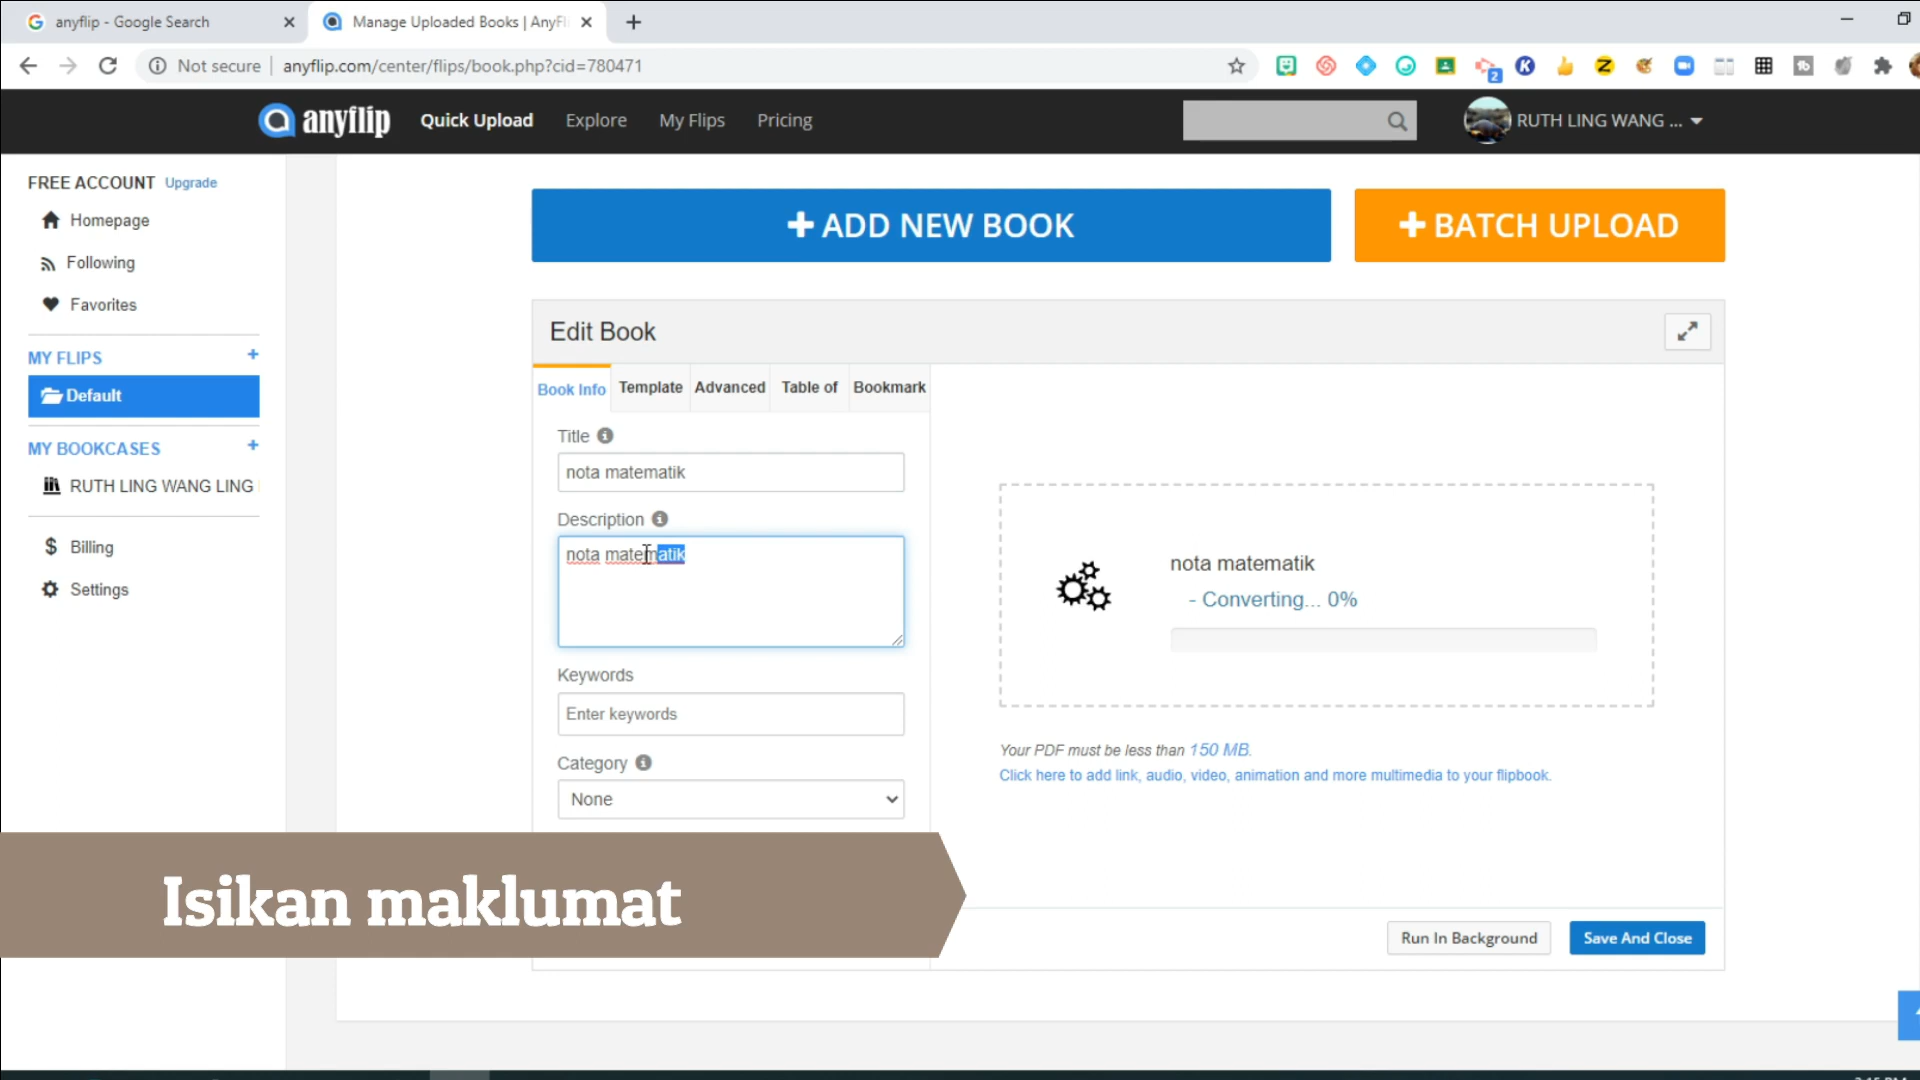 anyflip - Google Search
Manage Uploaded Books | AnyFl
Not secure
anyflip.com/center/flips/book.php?cid=780471
2
anyflip
Quick Upload
Explore
My Flips
Pricing
RUTH LING WANG ...
FREE ACCOUNT Upgrade
Homepage
Following
Favorites
MY FLIPS +
Default
MY BOOKCASES +
RUTH LING WANG LING
$ Billing
Settings
+ ADD NEW BOOK
+ BATCH UPLOAD
Edit Book
Book Info
Template
Advanced
Table of
Bookmark
Title
nota matematik
Description
nota matematik
Keywords
Enter keywords
Category
None
nota matematik
- Converting... 0%
Your PDF must be less than 150 MB.
Click here to add link, audio, video, animation and more multimedia to your flipbook.
Run In Background
Save And Close
Isikan maklumat